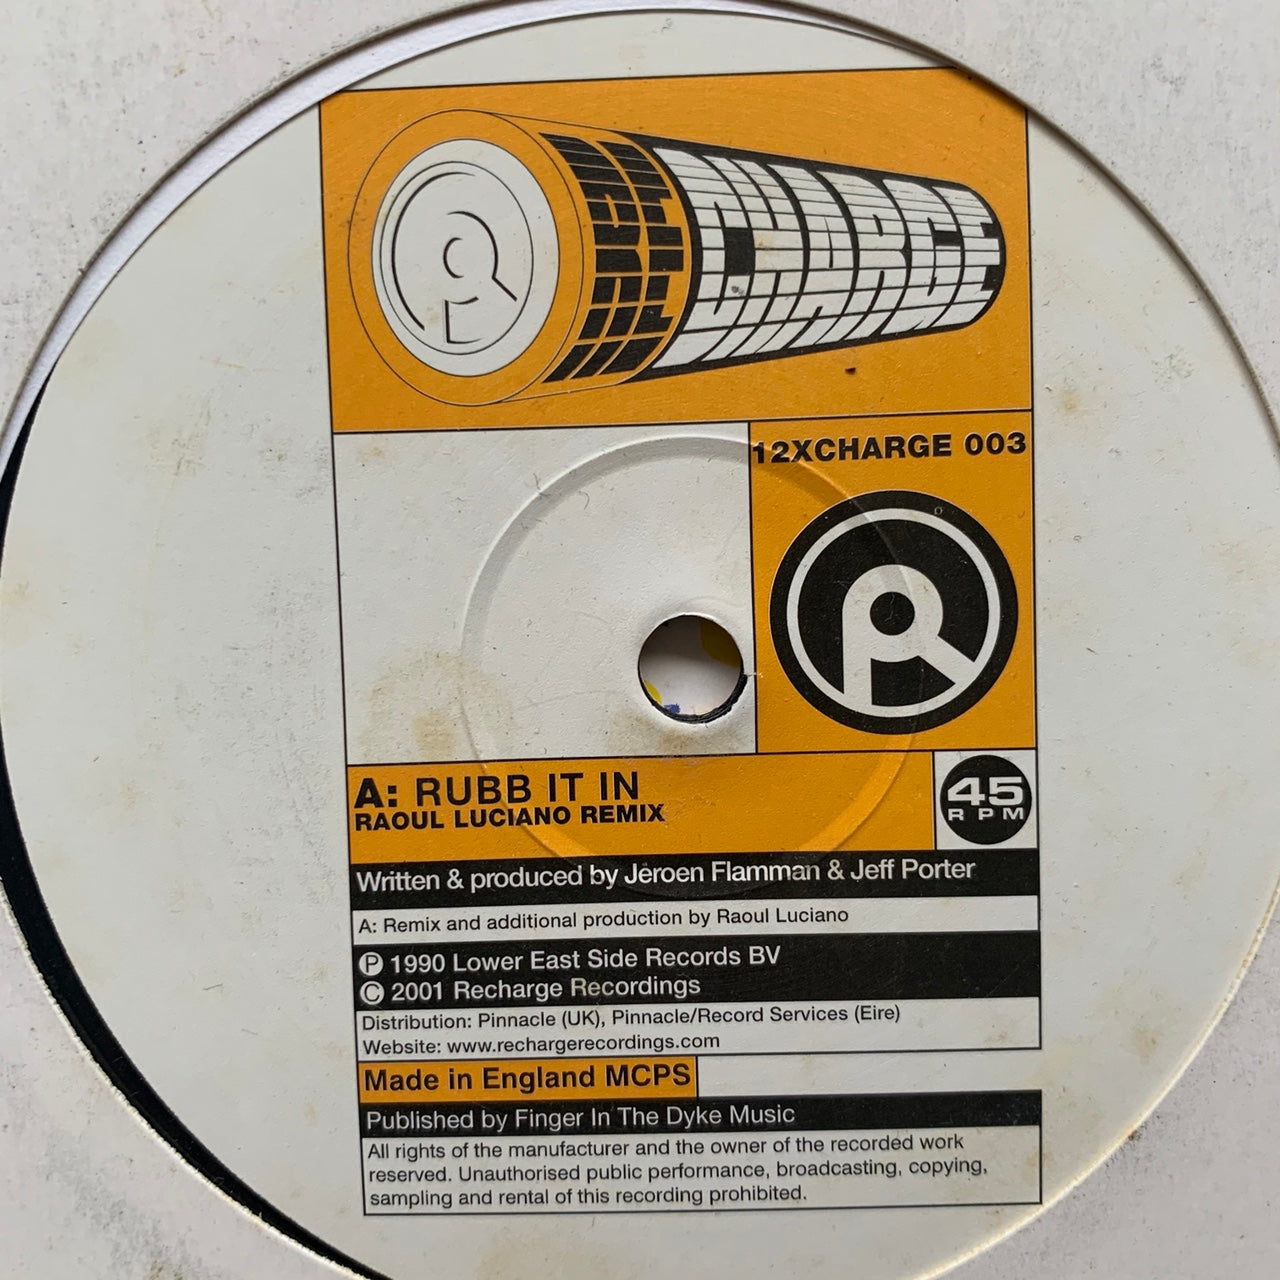 RE
CHARGE
12XCHARGE 003
A: RUBB IT IN
RAOUL LUCIANO REMIX
45
RPM
Written & produced by Jeroen Flamman & Jeff Porter
A: Remix and additional production by Raoul Luciano
Ⓟ 1990 Lower East Side Records BV
© 2001 Recharge Recordings
Distribution: Pinnacle (UK), Pinnacle/Record Services (Eire)
Website: www.rechargerecordings.com
Made in England MCPS
Published by Finger In The Dyke Music
All rights of the manufacturer and the owner of the recorded work
reserved. Unauthorised public performance, broadcasting, copying,
sampling and rental of this recording prohibited.